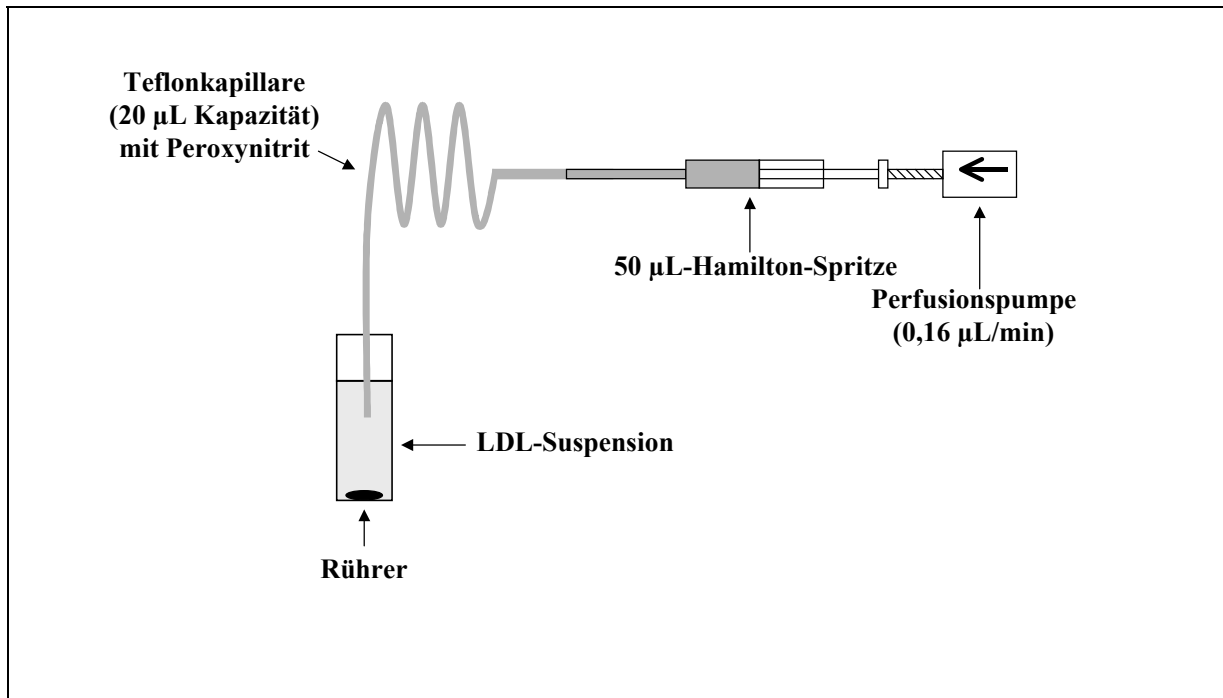 Teflonkapillare
(20 µL Kapazität)
mit Peroxynitrit
50 µL-Hamilton-Spritze
Perfusionspumpe
(0,16 µL/min)
LDL-Suspension
Rührer